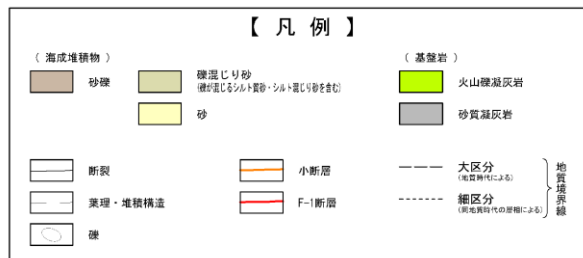 【 凡 例 】
( 海成堆積物 )
砂礫
礫混じり砂
(礫が混じるシルト質砂・シルト混じり砂を含む)
砂
( 基盤岩 )
火山礫凝灰岩
砂質凝灰岩
断裂
葉理・堆積構造
礫
小断層
F-1断層
大区分
(地質時代による)
細区分
(同地質時代の層相による)
地質境界線